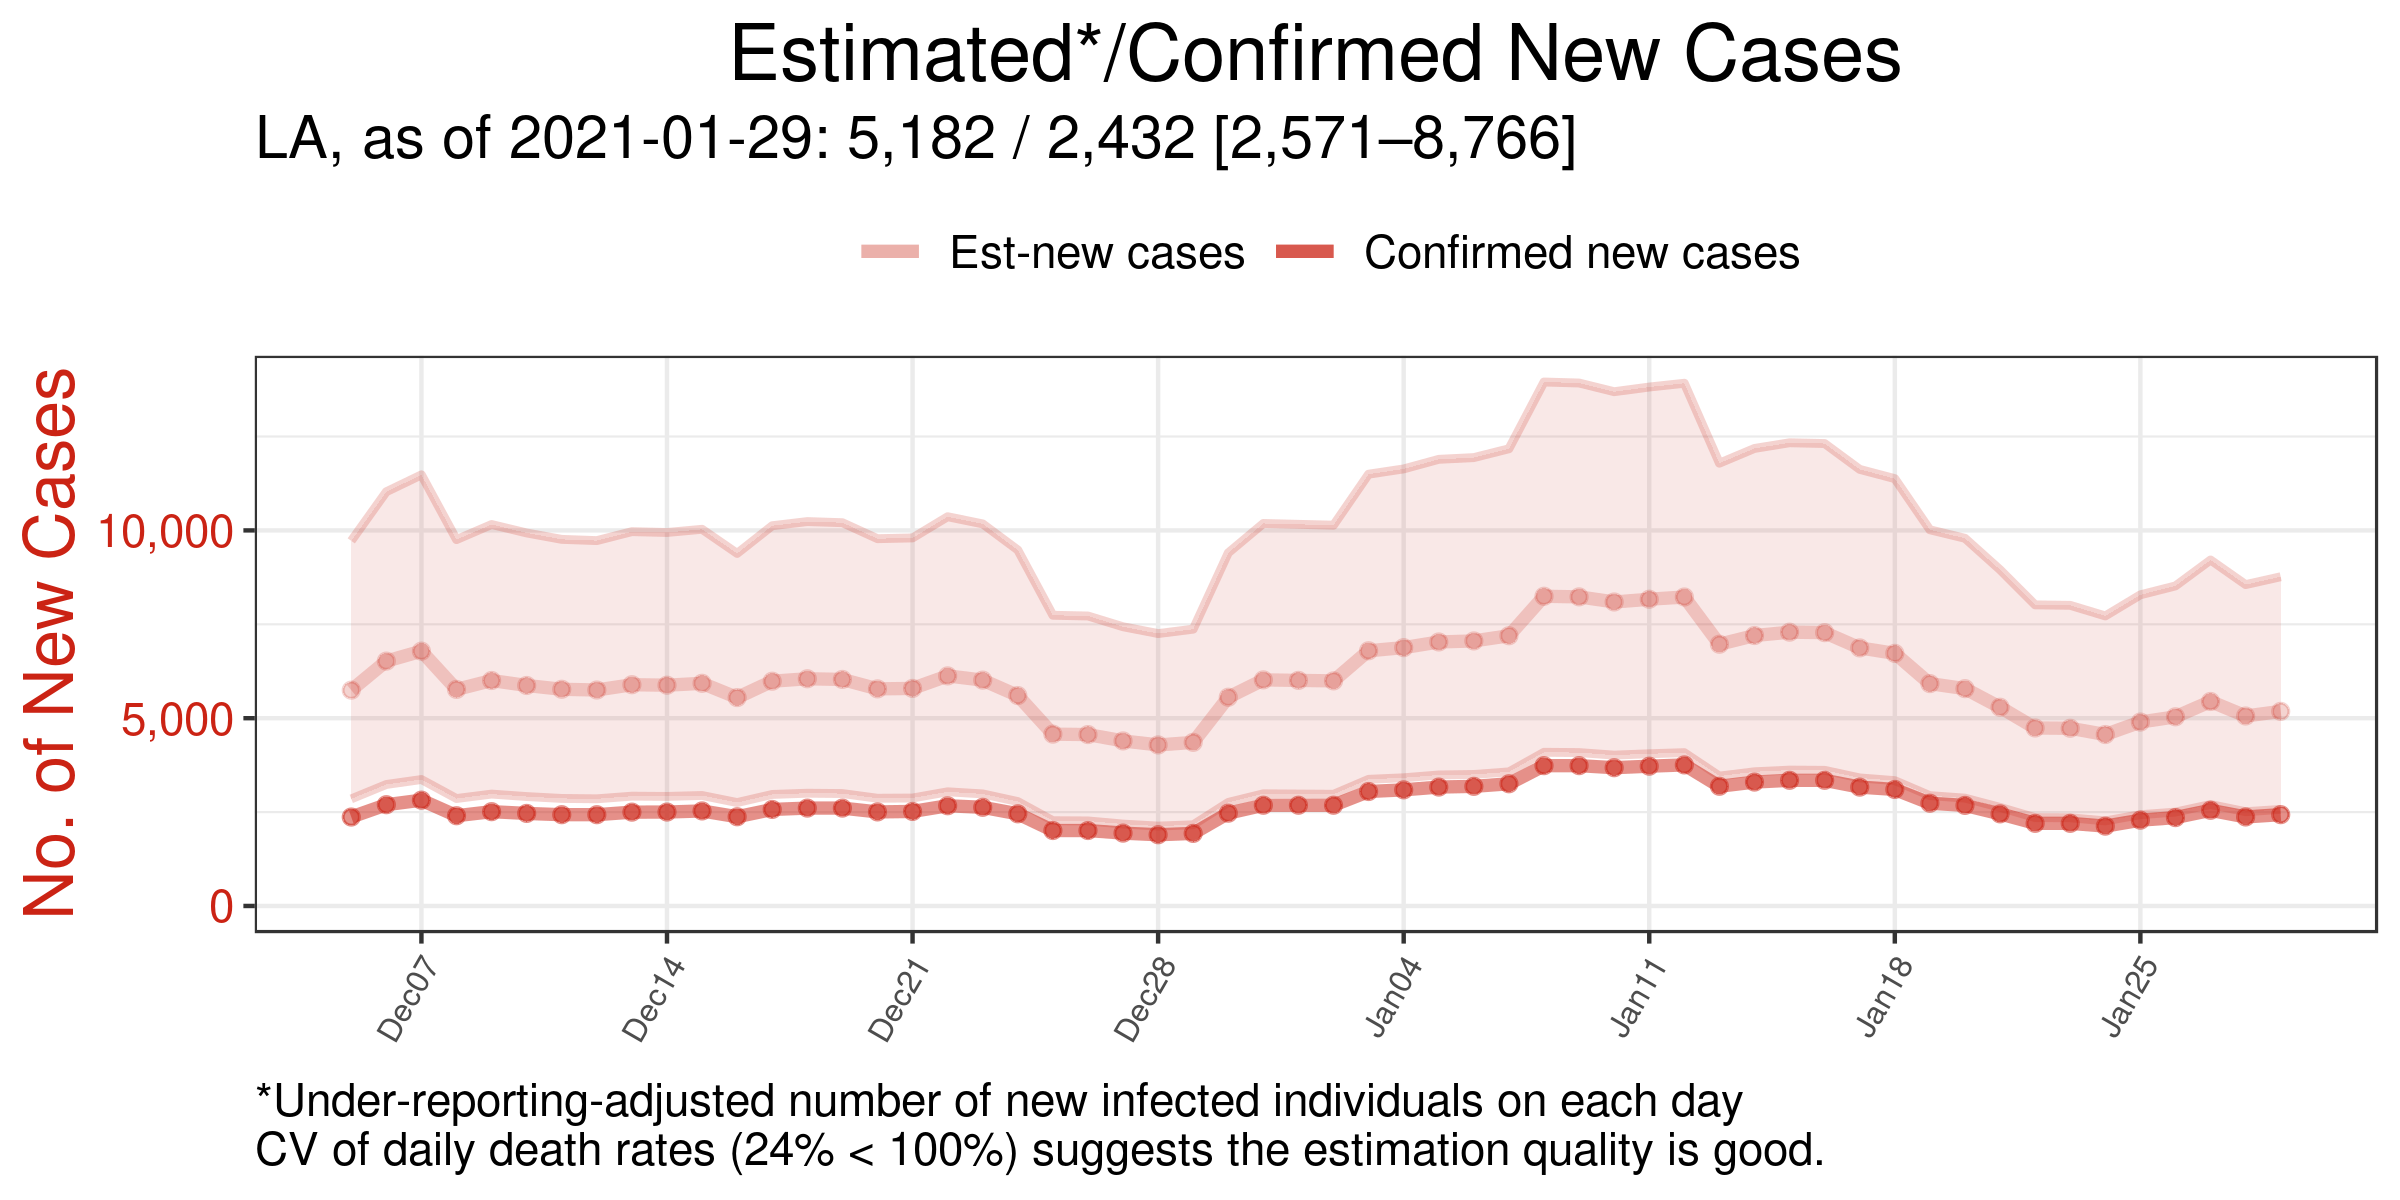 Estimated*/Confirmed New Cases
LA, as of 2021-01-29: 5,182 / 2,432 [2,571–8,766]
Est-new cases
Confirmed new cases
No. of New Cases
10,000
5,000
0
Dec07
Dec14
Dec21
Dec28
Jan04
Jan11
Jan18
Jan25
*Under-reporting-adjusted number of new infected individuals on each day
CV of daily death rates (24% < 100%) suggests the estimation quality is good.